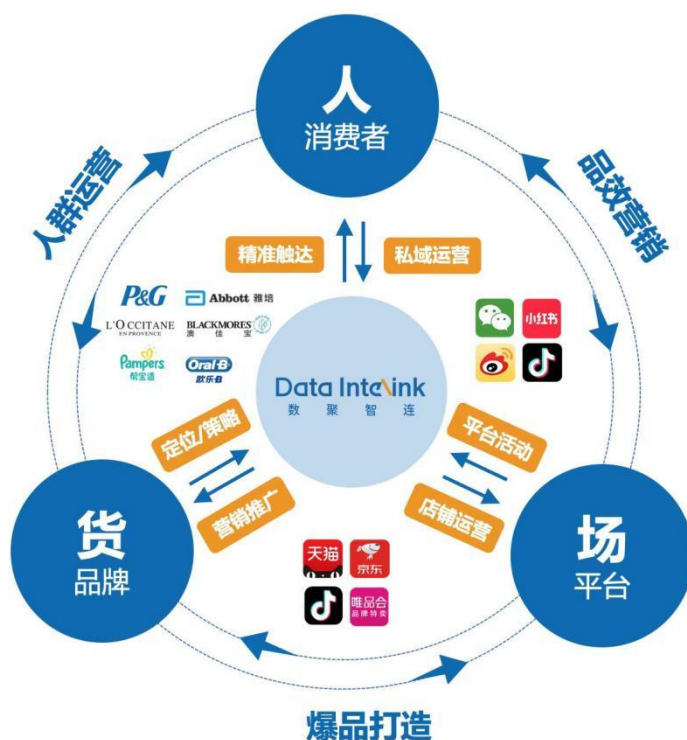 人
消费者
人群运营
品效营销
精准触达
私域运营
P&G
Abbott 雅培
L'OCCITANE
EN PROVENCE
BLACKMORES
澳佳宝
Pampers
帮宝适
Oral-B
欧乐B
小红书
Data Intelink
数聚智连
定位/策略
营销推广
平台活动
店铺运营
货
品牌
场
平台
天猫
京东
唯品会
品牌特卖
爆品打造